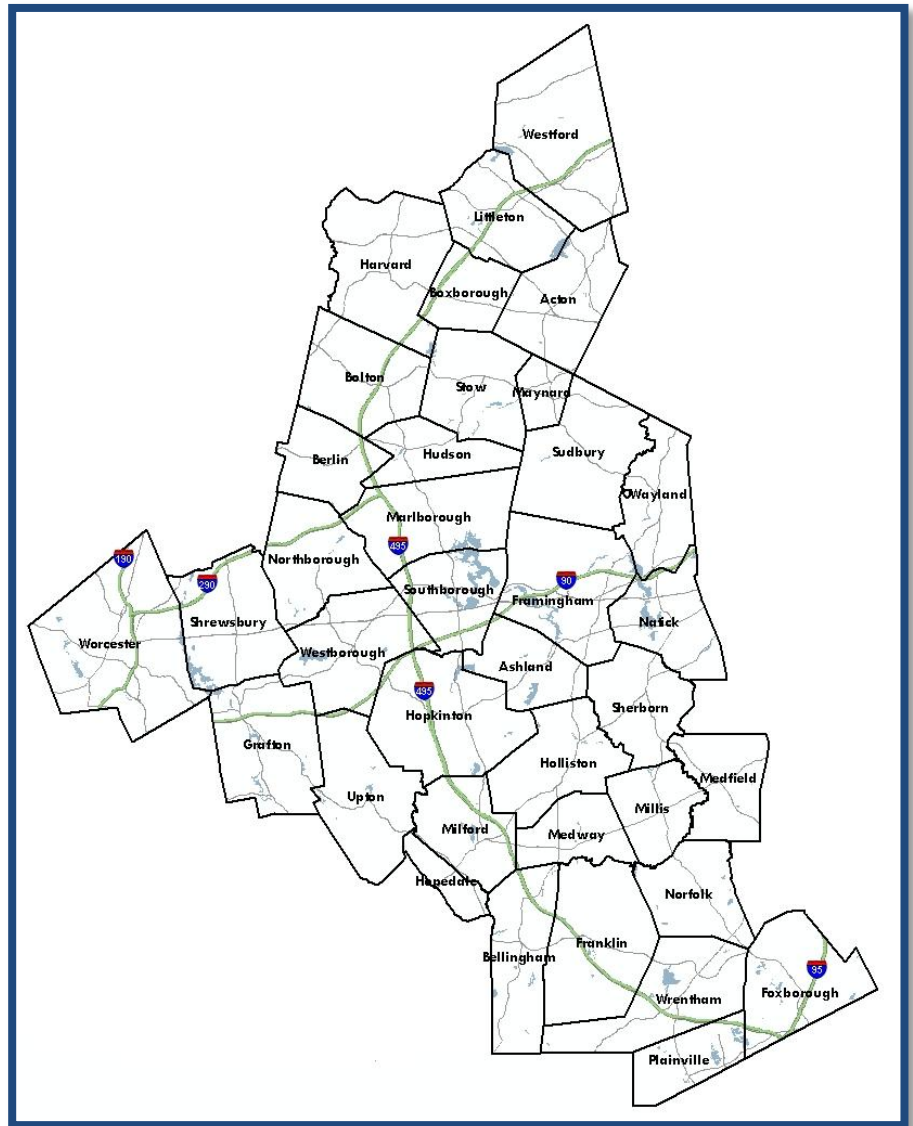 Westford
Littleton
Harvard
Boxborough
Acton
Bolton
Stow
Maynard
Berlin
Hudson
Sudbury
Wayland
Marlborough
495
190
290
Northborough
90
Southborough
Framingham
Shrewsbury
Natick
Worcester
Westborough
Ashland
495
Sherborn
Hopkinton
Grafton
Holliston
Medfield
Upton
Millis
Milford
Medway
Hopedale
Norfolk
Franklin
Bellingham
95
Foxborough
Wrentham
Plainville